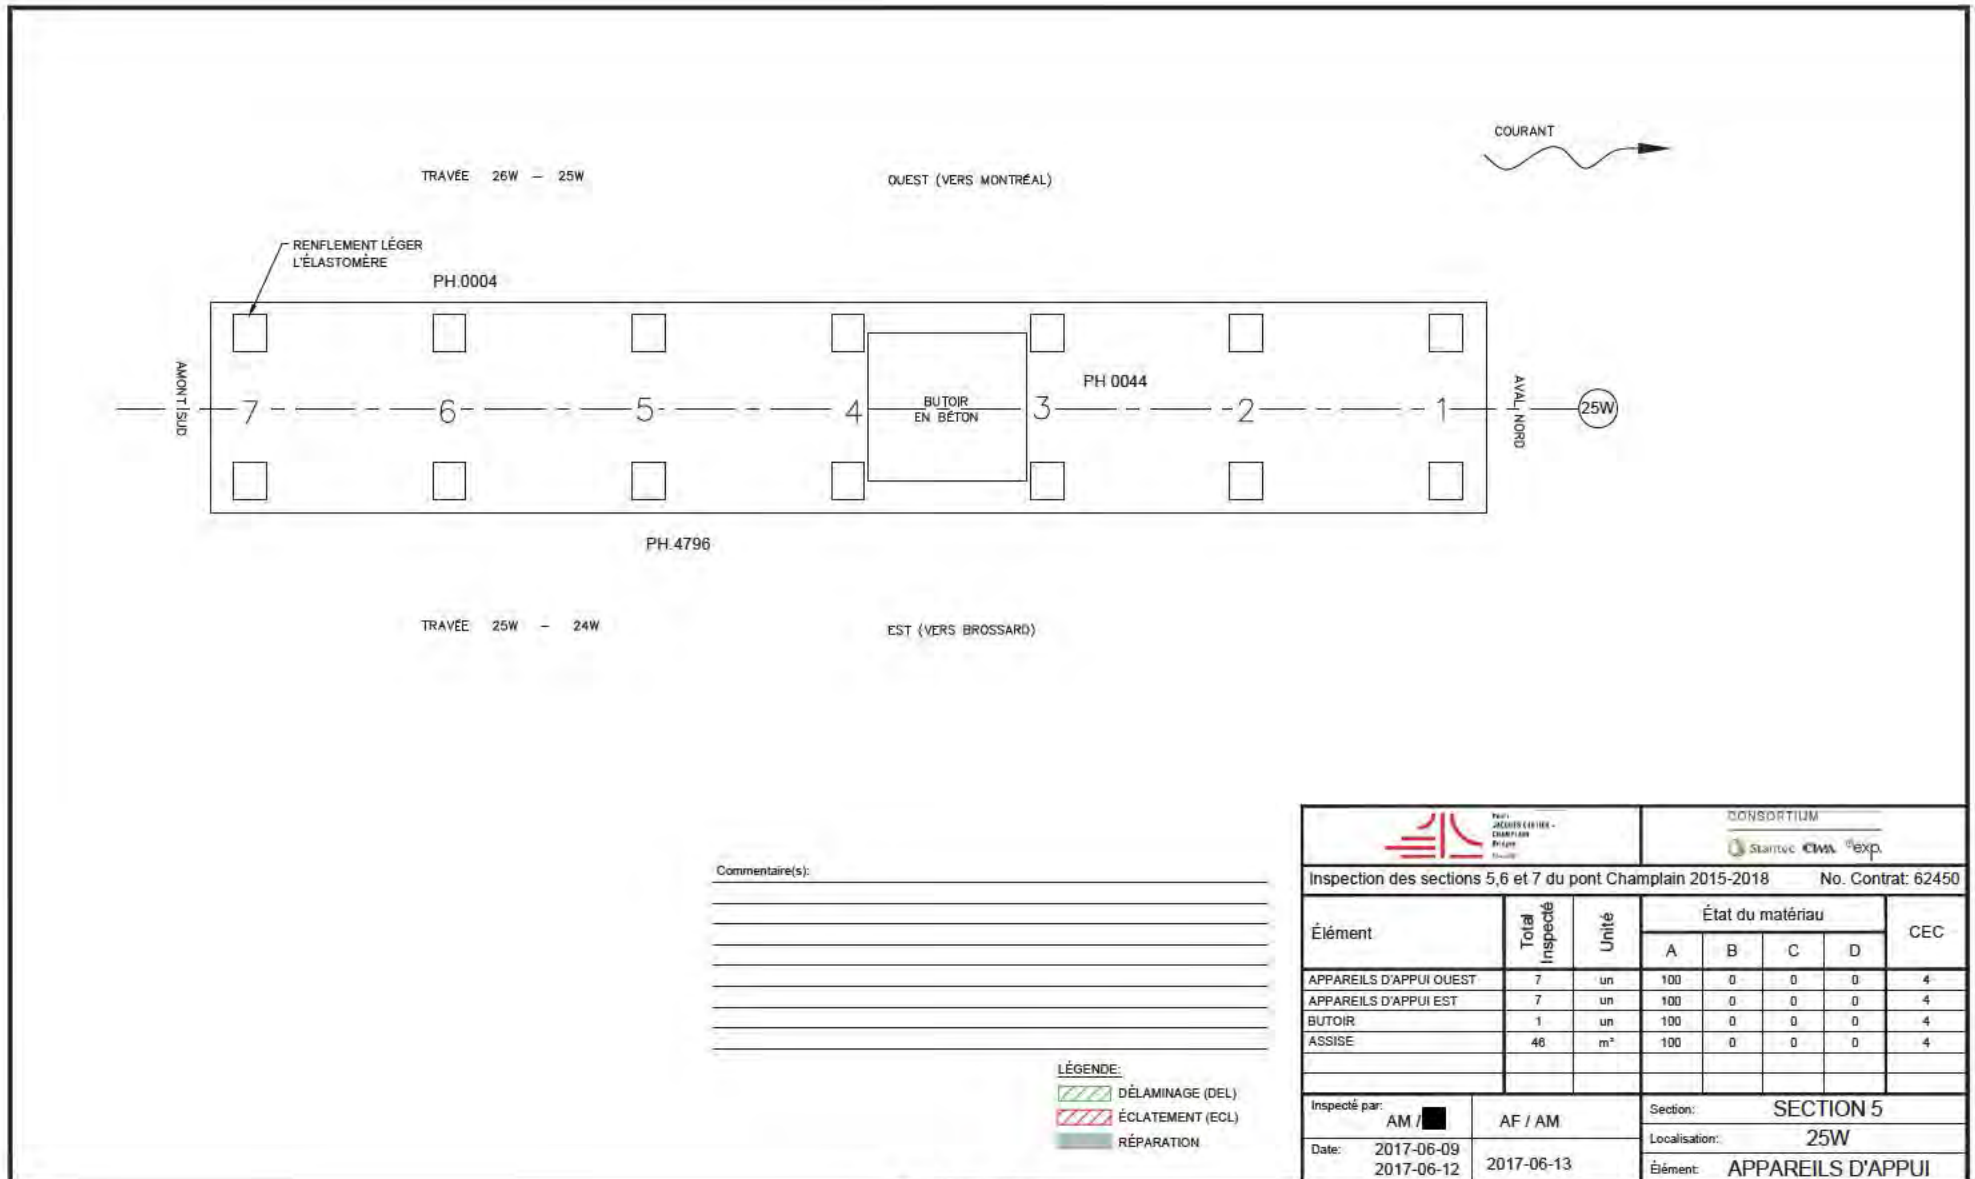 COURANT
TRAVÉE 26W – 25W
OUEST (VERS MONTRÉAL)
RENFLEMENT LÉGER
L'ÉLASTOMÈRE
PH.0004
AMONT SUD
7
6
5
4
BUTOIR
EN BÉTON
3
PH 0044
2
1
AVAL NORD
25W
PH.4796
TRAVÉE 25W - 24W
EST (VERS BROSSARD)
Commentaire(s):
LÉGENDE:
DÉLAMINAGE (DEL)
ÉCLATEMENT (ECL)
RÉPARATION
JACQUES CARTIER -
CHAMPLAIN
CONSORTIUM
Stantec CIMA exp.
Inspection des sections 5,6 et 7 du pont Champlain 2015-2018 No. Contrat: 62450
Élément Total Inspecté Unité État du matériau CEC
A B C D
APPAREILS D'APPUI OUEST 7 un 100 0 0 0 4
APPAREILS D'APPUI EST 7 un 100 0 0 0 4
BUTOIR 1 un 100 0 0 0 4
ASSISE 46 m² 100 0 0 0 4
Inspecté par: AM / AF / AM
Section: SECTION 5
Localisation: 25W
Date: 2017-06-09
2017-06-12 2017-06-13
Élément: APPAREILS D'APPUI